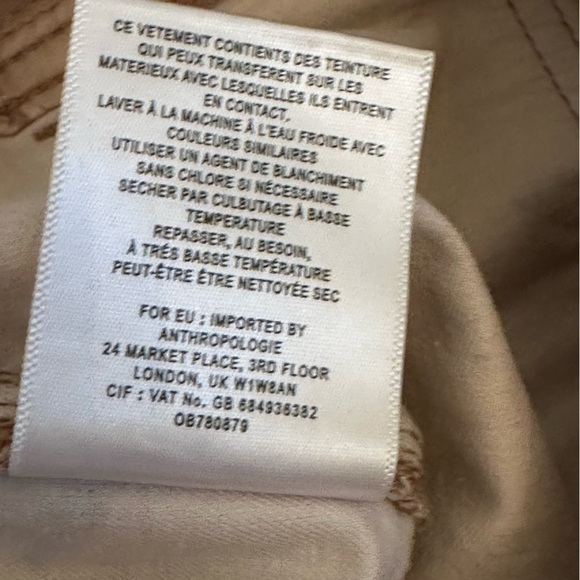 CE VETEMENT CONTIENTS DES TEINTURE
QUI PEUX TRANSFERENT SUR LES
MATERIEUX AVEC LESQUELLES ILS ENTRENT
EN CONTACT.
LAVER À LA MACHINE À L'EAU FROIDE AVEC
COULEURS SIMILAIRES
UTILISER UN AGENT DE BLANCHIMENT
SANS CHLORE SI NÉCESSAIRE
SECHER PAR CULBUTAGE À BASSE
TEMPERATURE
REPASSER, AU BESOIN,
À TRÉS BASSE TEMPÉRATURE
PEUT-ÊTRE ÊTRE NETTOYÉE SEC
FOR EU : IMPORTED BY
ANTHROPOLOGIE
24 MARKET PLACE, 3RD FLOOR
LONDON, UK W1W8AN
CIF : VAT No. GB 684936382
OB780879